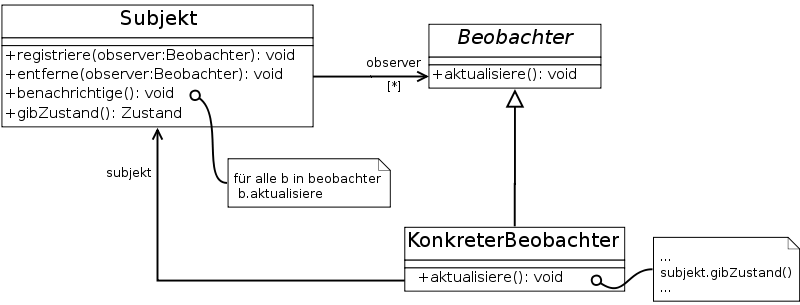 Subjekt
+registriere(observer:Beobachter): void
+entferne(observer:Beobachter): void
+benachrichtige(): void
+gibZustand(): Zustand
observer
[*]
Beobachter
+aktualisiere(): void
subjekt
für alle b in beobachter
b.aktualisiere
KonkreterBeobachter
+aktualisiere(): void
...
subjekt.gibZustand()
...